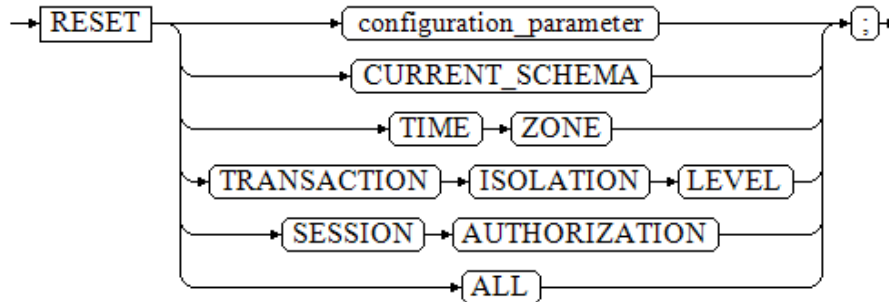 RESET configuration_parameter ;
CURRENT_SCHEMA
TIME ZONE
TRANSACTION ISOLATION LEVEL
SESSION AUTHORIZATION
ALL